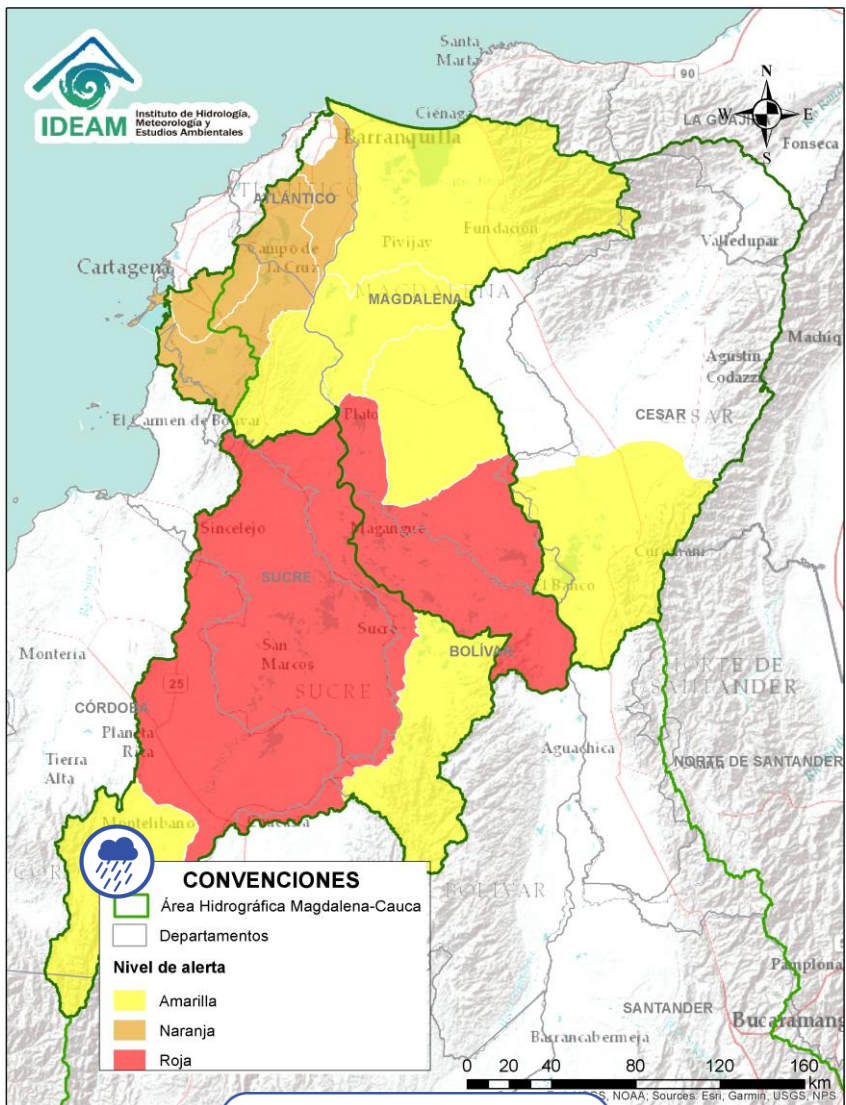 IDEAM
Instituto de Hidrología,
Meteorología y
Estudios Ambientales
Santa
Marta
90
N
W
E
S
LA GUAJIRA
Ciénaga
Barranquilla
Fonseca
ATLÁNTICO
Campo de
la Cruz
Pivijay
Fundación
Valledupar
Cartagena
MAGDALENA
MAGDALENA
Machiq
Agustín
Codazzi
CESAR
CESAR
El Carmen de Bolívar
Plato
Sincelejo
Magangué
SUCRE
El Banco
San
Marcos
Sucre
BOLÍVAR
SUCRE
Montería
25
CÓRDOBA
Planeta
Rica
Tierra
Alta
NORTE DE
SANTANDER
Aguachica
NORTE DE SANTANDER
Montelíbano
BOLÍVAR
CONVENCIONES
Área Hidrográfica Magdalena-Cauca
Departamentos
Nivel de alerta
Amarilla
Naranja
Roja
Pamplona
SANTANDER
Bucaramang
Barrancabermeja
0 20 40 80 120 160
km
NOAA; Sources: Esri, Garmin, USGS, NPS